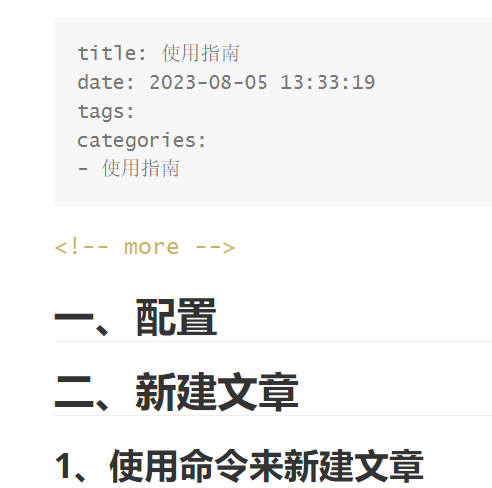 title: 使用指南
date: 2023-08-05 13:33:19
tags:
categories:
- 使用指南
<!-- more -->
一、配置
二、新建文章
1、使用命令来新建文章